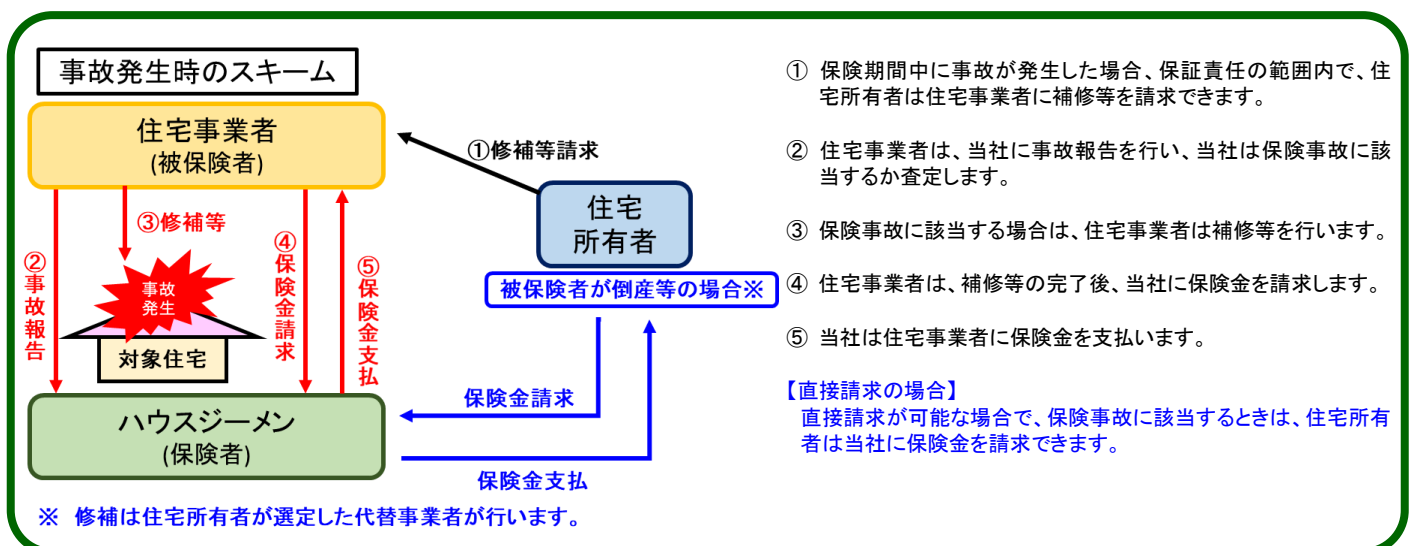 事故発生時のスキーム
住宅事業者
(被保険者)
①修補等請求
住宅
所有者
③修補等
②事故報告
④保険金請求
⑤保険金支払
事故
発生
対象住宅
被保険者が倒産等の場合※
保険金請求
ハウスジーメン
(保険者)
保険金支払
※ 修補は住宅所有者が選定した代替事業者が行います。
① 保険期間中に事故が発生した場合、保証責任の範囲内で、住
宅所有者は住宅事業者に補修等を請求できます。
② 住宅事業者は、当社に事故報告を行い、当社は保険事故に該
当するか査定します。
③ 保険事故に該当する場合は、住宅事業者は補修等を行います。
④ 住宅事業者は、補修等の完了後、当社に保険金を請求します。
⑤ 当社は住宅事業者に保険金を支払います。
【直接請求の場合】
直接請求が可能な場合で、保険事故に該当するときは、住宅所有
者は当社に保険金を請求できます。